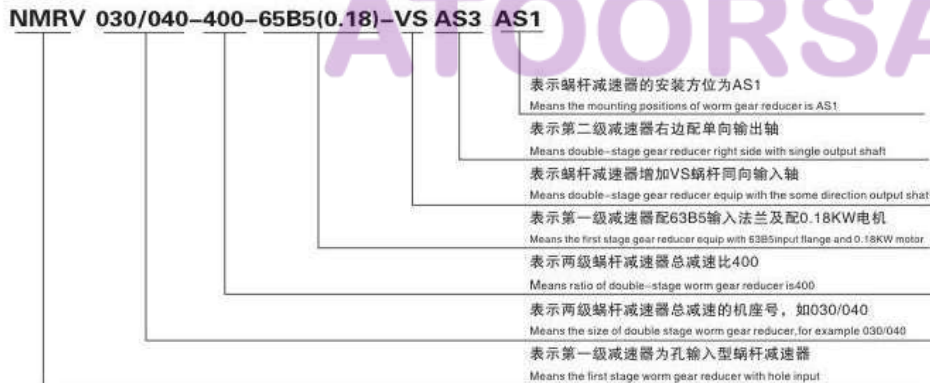 NMRV 030/040-400-65B5(0.18)-VS AS3 AS1
ATOORSA
表示蜗杆减速器的安装方位为AS1
Means the mounting positions of worm gear reducer is AS1
表示第二级减速器右边配单向输出轴
Means double-stage gear reducer right side with single output shaft
表示蜗杆减速器增加VS蜗杆同向输入轴
Means double-stage gear reducer equip with the some direction output shat
表示第一级减速器配63B5输入法兰及配0.18KW电机
Means the first stage gear reducer equip with 63B5input flange and 0.18KW motor
表示两级蜗杆减速器总减速比400
Means ratio of double-stage worm gear reducer is400
表示两级蜗杆减速器总减速的机座号，如030/040
Means the size of double stage worm gear reducer,for example 030/040
表示第一级减速器为孔输入型蜗杆减速器
Means the first stage worm gear reducer with hole input